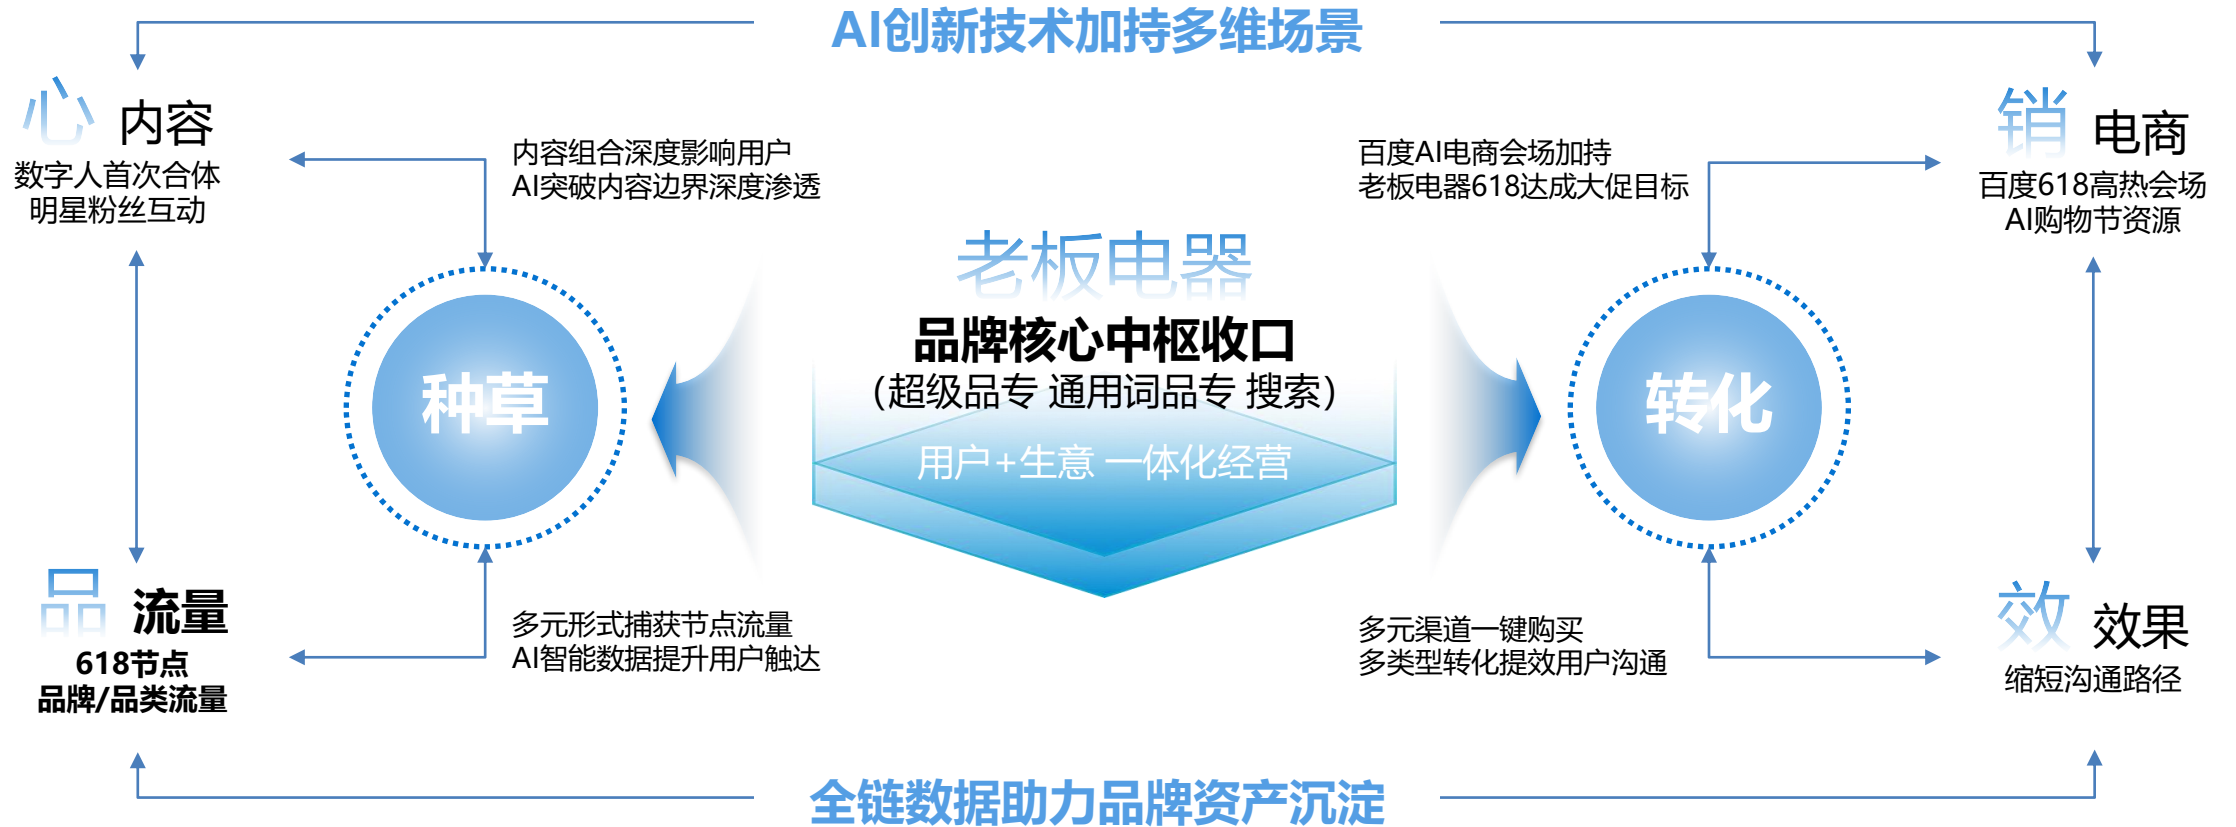 AI创新技术加持多维场景
心 内容
数字人首次合体
明星粉丝互动
内容组合深度影响用户
AI突破内容边界深度渗透
百度AI电商会场加持
老板电器618达成大促目标
销 电商
百度618高热会场
AI购物节资源
老板电器
品牌核心中枢收口
（超级品专 通用词品专 搜索）
用户+生意 一体化经营
种草
转化
品 流量
618节点
品牌/品类流量
多元形式捕获节点流量
AI智能数据提升用户触达
多元渠道一键购买
多类型转化提效用户沟通
效 效果
缩短沟通路径
全链数据助力品牌资产沉淀